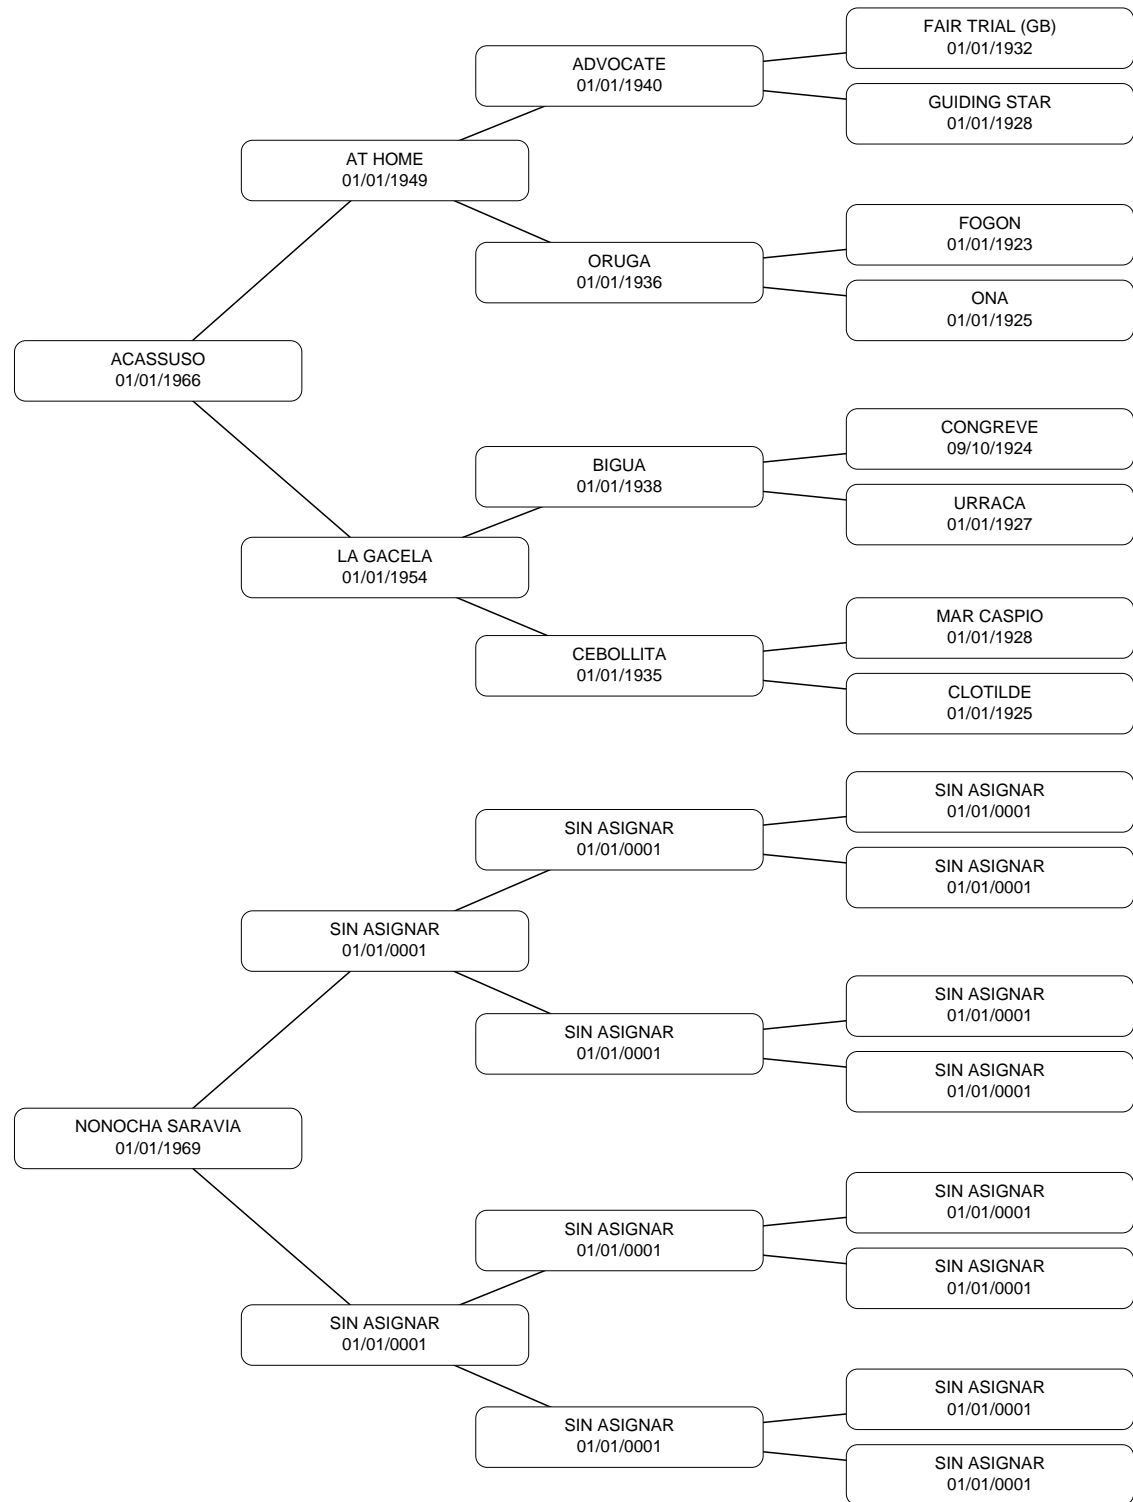 FAIR TRIAL (GB)
01/01/1932
ADVOCATE
01/01/1940
GUIDING STAR
01/01/1928
AT HOME
01/01/1949
FOGON
01/01/1923
ORUGA
01/01/1936
ONA
01/01/1925
ACASSUSO
01/01/1966
CONGREVE
09/10/1924
BIGUA
01/01/1938
URRACA
01/01/1927
LA GACELA
01/01/1954
MAR CASPIO
01/01/1928
CEBOLLITA
01/01/1935
CLOTILDE
01/01/1925
SIN ASIGNAR
01/01/0001
SIN ASIGNAR
01/01/0001
SIN ASIGNAR
01/01/0001
SIN ASIGNAR
01/01/0001
SIN ASIGNAR
01/01/0001
SIN ASIGNAR
01/01/0001
SIN ASIGNAR
01/01/0001
NONOCHA SARAVIA
01/01/1969
SIN ASIGNAR
01/01/0001
SIN ASIGNAR
01/01/0001
SIN ASIGNAR
01/01/0001
SIN ASIGNAR
01/01/0001
SIN ASIGNAR
01/01/0001
SIN ASIGNAR
01/01/0001
SIN ASIGNAR
01/01/0001